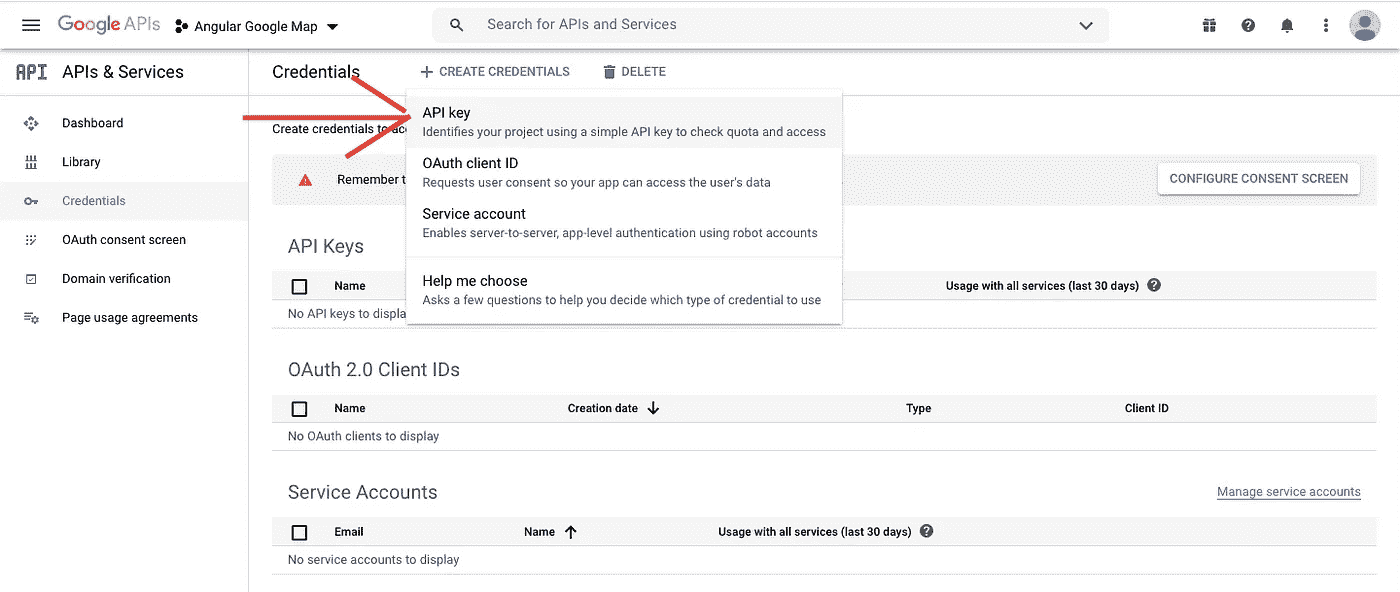 Google APIs
Angular Google Map
Search for APIs and Services
API APIs & Services
Credentials
CREATE CREDENTIALS
DELETE
Dashboard
Library
Credentials
OAuth consent screen
Domain verification
Page usage agreements
API key
Identifies your project using a simple API key to check quota and access
OAuth client ID
Requests user consent so your app can access the user's data
Service account
Enables server-to-server, app-level authentication using robot accounts
Help me choose
Asks a few questions to help you decide which type of credential to use
Create credentials to
Remember
CONFIGURE CONSENT SCREEN
API Keys
Name
Usage with all services (last 30 days)
No API keys to displa
OAuth 2.0 Client IDs
Name Creation date Type Client ID
No OAuth clients to display
Service Accounts
Manage service accounts
Email Name Usage with all services (last 30 days)
No service accounts to display